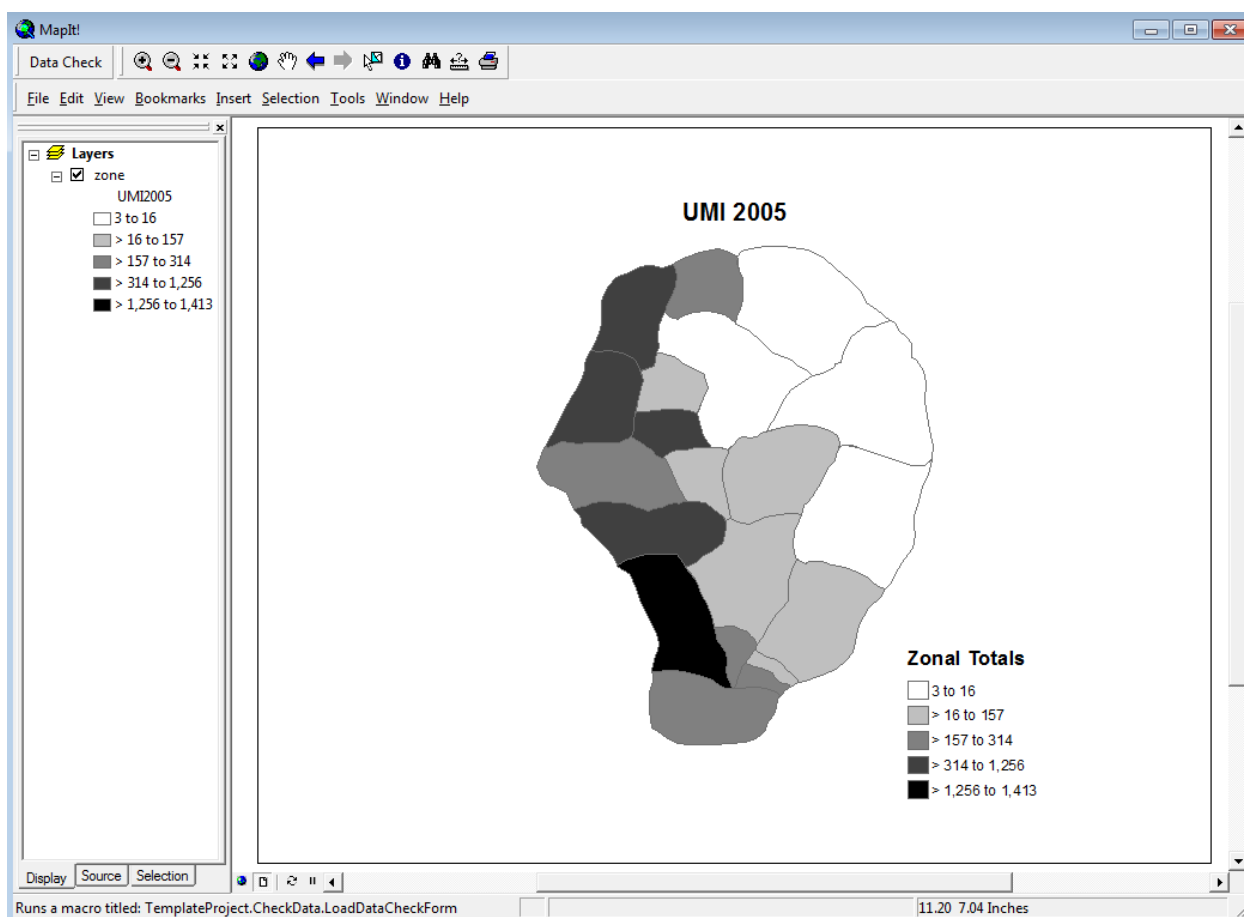 MapIt!
Data Check
File Edit View Bookmarks Insert Selection Tools Window Help
Layers
zone
UMI2005
3 to 16
> 16 to 157
> 157 to 314
> 314 to 1,256
> 1,256 to 1,413
UMI 2005
Zonal Totals
3 to 16
> 16 to 157
> 157 to 314
> 314 to 1,256
> 1,256 to 1,413
Display Source Selection
Runs a macro titled: TemplateProject.CheckData.LoadDataCheckForm
11.20 7.04 Inches